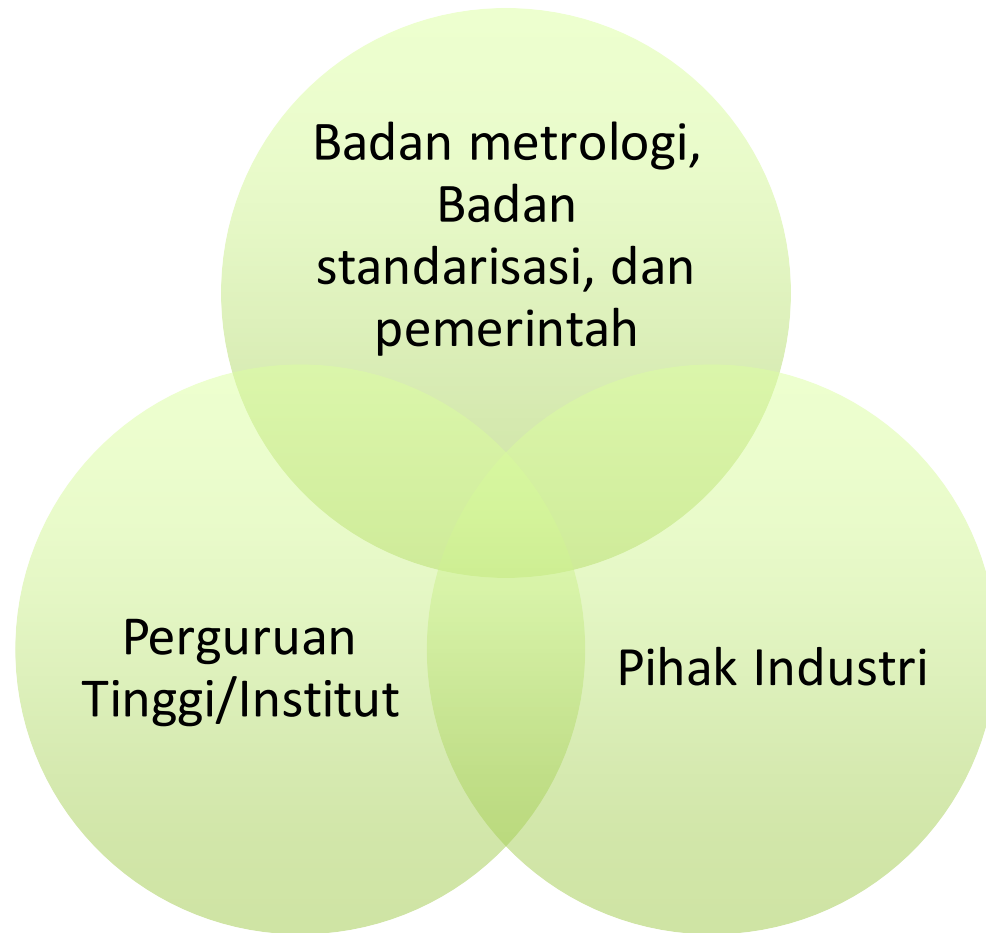 Badan metrologi,
Badan
standarisasi, dan
pemerintah
Perguruan
Tinggi/Institut
Pihak Industri